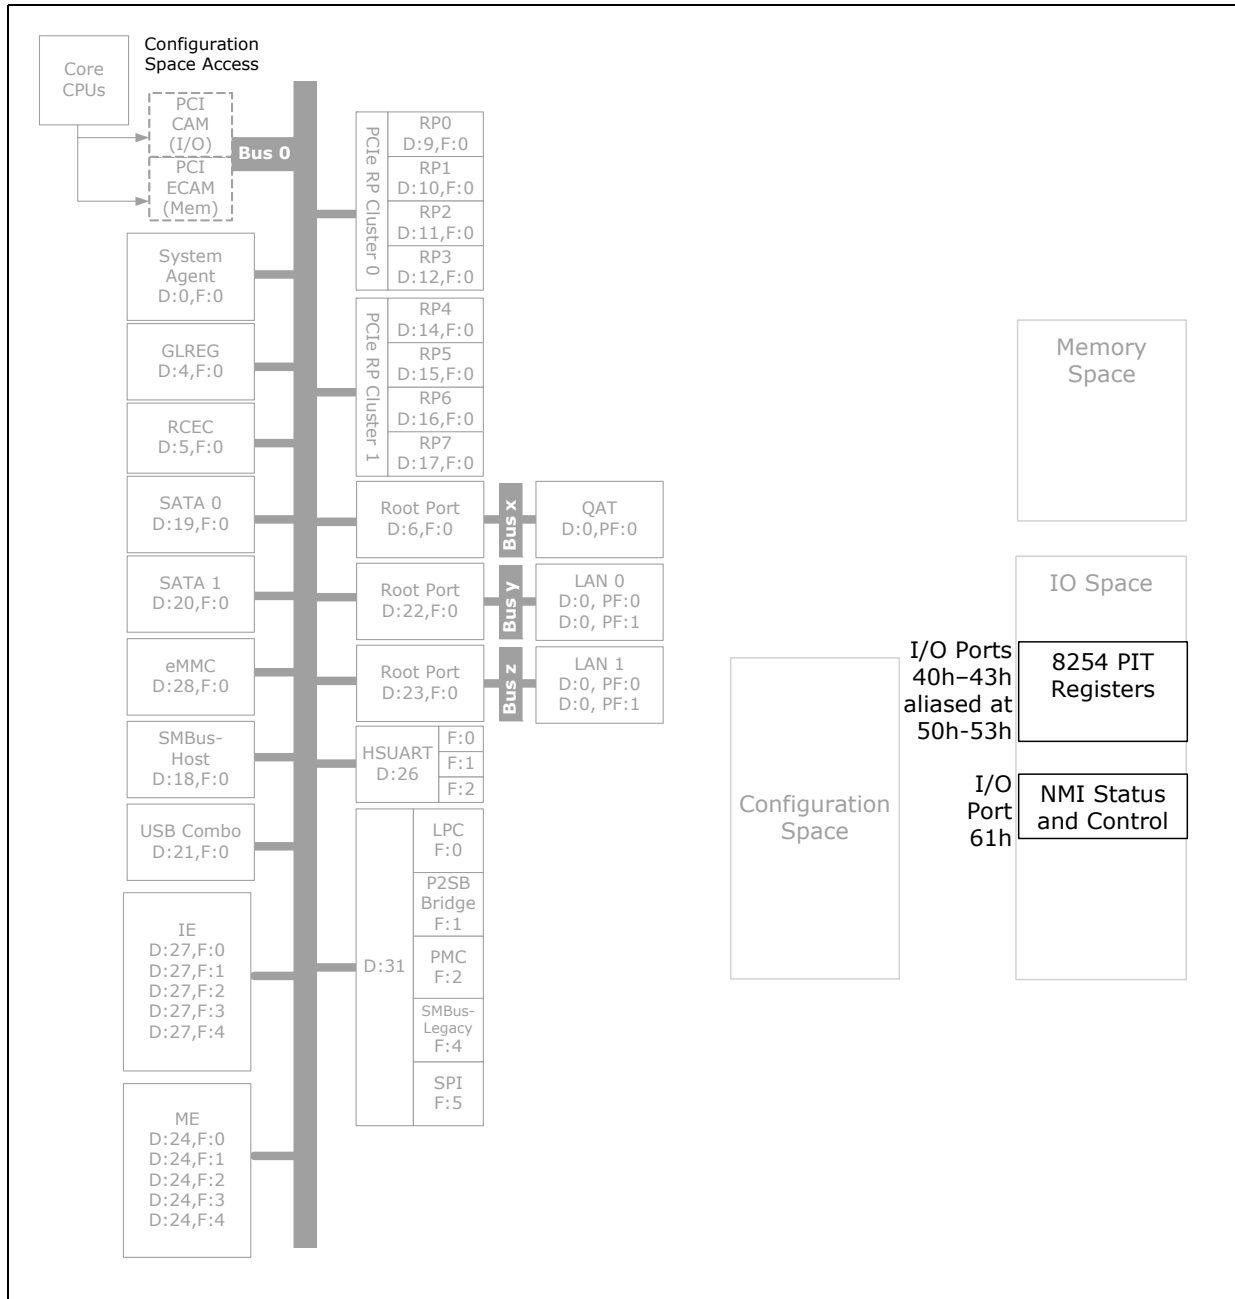 Configuration
Space Access
Core
CPUs
PCI
CAM
(I/O)
PCI
ECAM
(Mem)
Bus 0
System
Agent
D:0,F:0
GLREG
D:4,F:0
RCEC
D:5,F:0
SATA 0
D:19,F:0
SATA 1
D:20,F:0
eMMC
D:28,F:0
SMBus-
Host
D:18,F:0
USB Combo
D:21,F:0
IE
D:27,F:0
D:27,F:1
D:27,F:2
D:27,F:3
D:27,F:4
ME
D:24,F:0
D:24,F:1
D:24,F:2
D:24,F:3
D:24,F:4
PCIe RP Cluster 0
RP0
D:9,F:0
RP1
D:10,F:0
RP2
D:11,F:0
RP3
D:12,F:0
PCIe RP Cluster 1
RP4
D:14,F:0
RP5
D:15,F:0
RP6
D:16,F:0
RP7
D:17,F:0
Root Port
D:6,F:0
Bus x
QAT
D:0,PF:0
Root Port
D:22,F:0
Bus y
LAN 0
D:0, PF:0
D:0, PF:1
Root Port
D:23,F:0
Bus z
LAN 1
D:0, PF:0
D:0, PF:1
HSUART
D:26
F:0
F:1
F:2
D:31
LPC
F:0
P2SB
Bridge
F:1
PMC
F:2
SMBus-
Legacy
F:4
SPI
F:5
Configuration
Space
Memory
Space
IO Space
I/O Ports
40h–43h
aliased at
50h-53h
8254 PIT
Registers
I/O
Port
61h
NMI Status
and Control